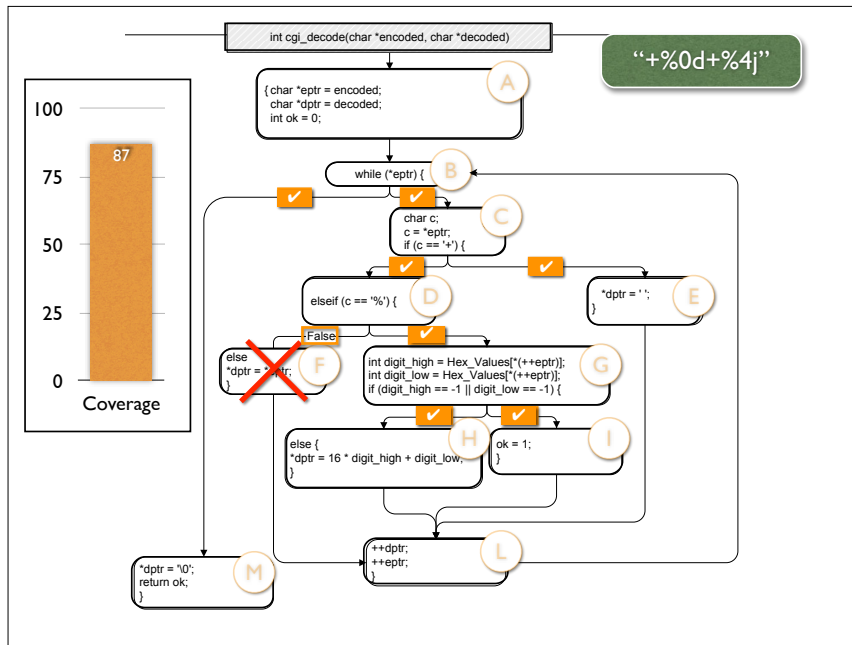 int cgi_decode(char *encoded, char *decoded)
“+%0d+%4j”
A
{ char *eptr = encoded;
char *dptr = decoded;
int ok = 0;
100
87
75
50
25
0
Coverage
while (*eptr) {
B
✔
✔
char c;
c = *eptr;
if (c == '+') {
C
✔
✔
elseif (c == '%') {
D
*dptr = ' ';
}
E
False
✔
else
*dptr = *eptr;
}
F
int digit_high = Hex_Values[*(++eptr)];
int digit_low = Hex_Values[*(++eptr)];
if (digit_high == -1 || digit_low == -1) {
G
✔
✔
else {
*dptr = 16 * digit_high + digit_low;
}
H
ok = 1;
}
I
++dptr;
++eptr;
}
L
*dptr = '\0';
return ok;
}
M